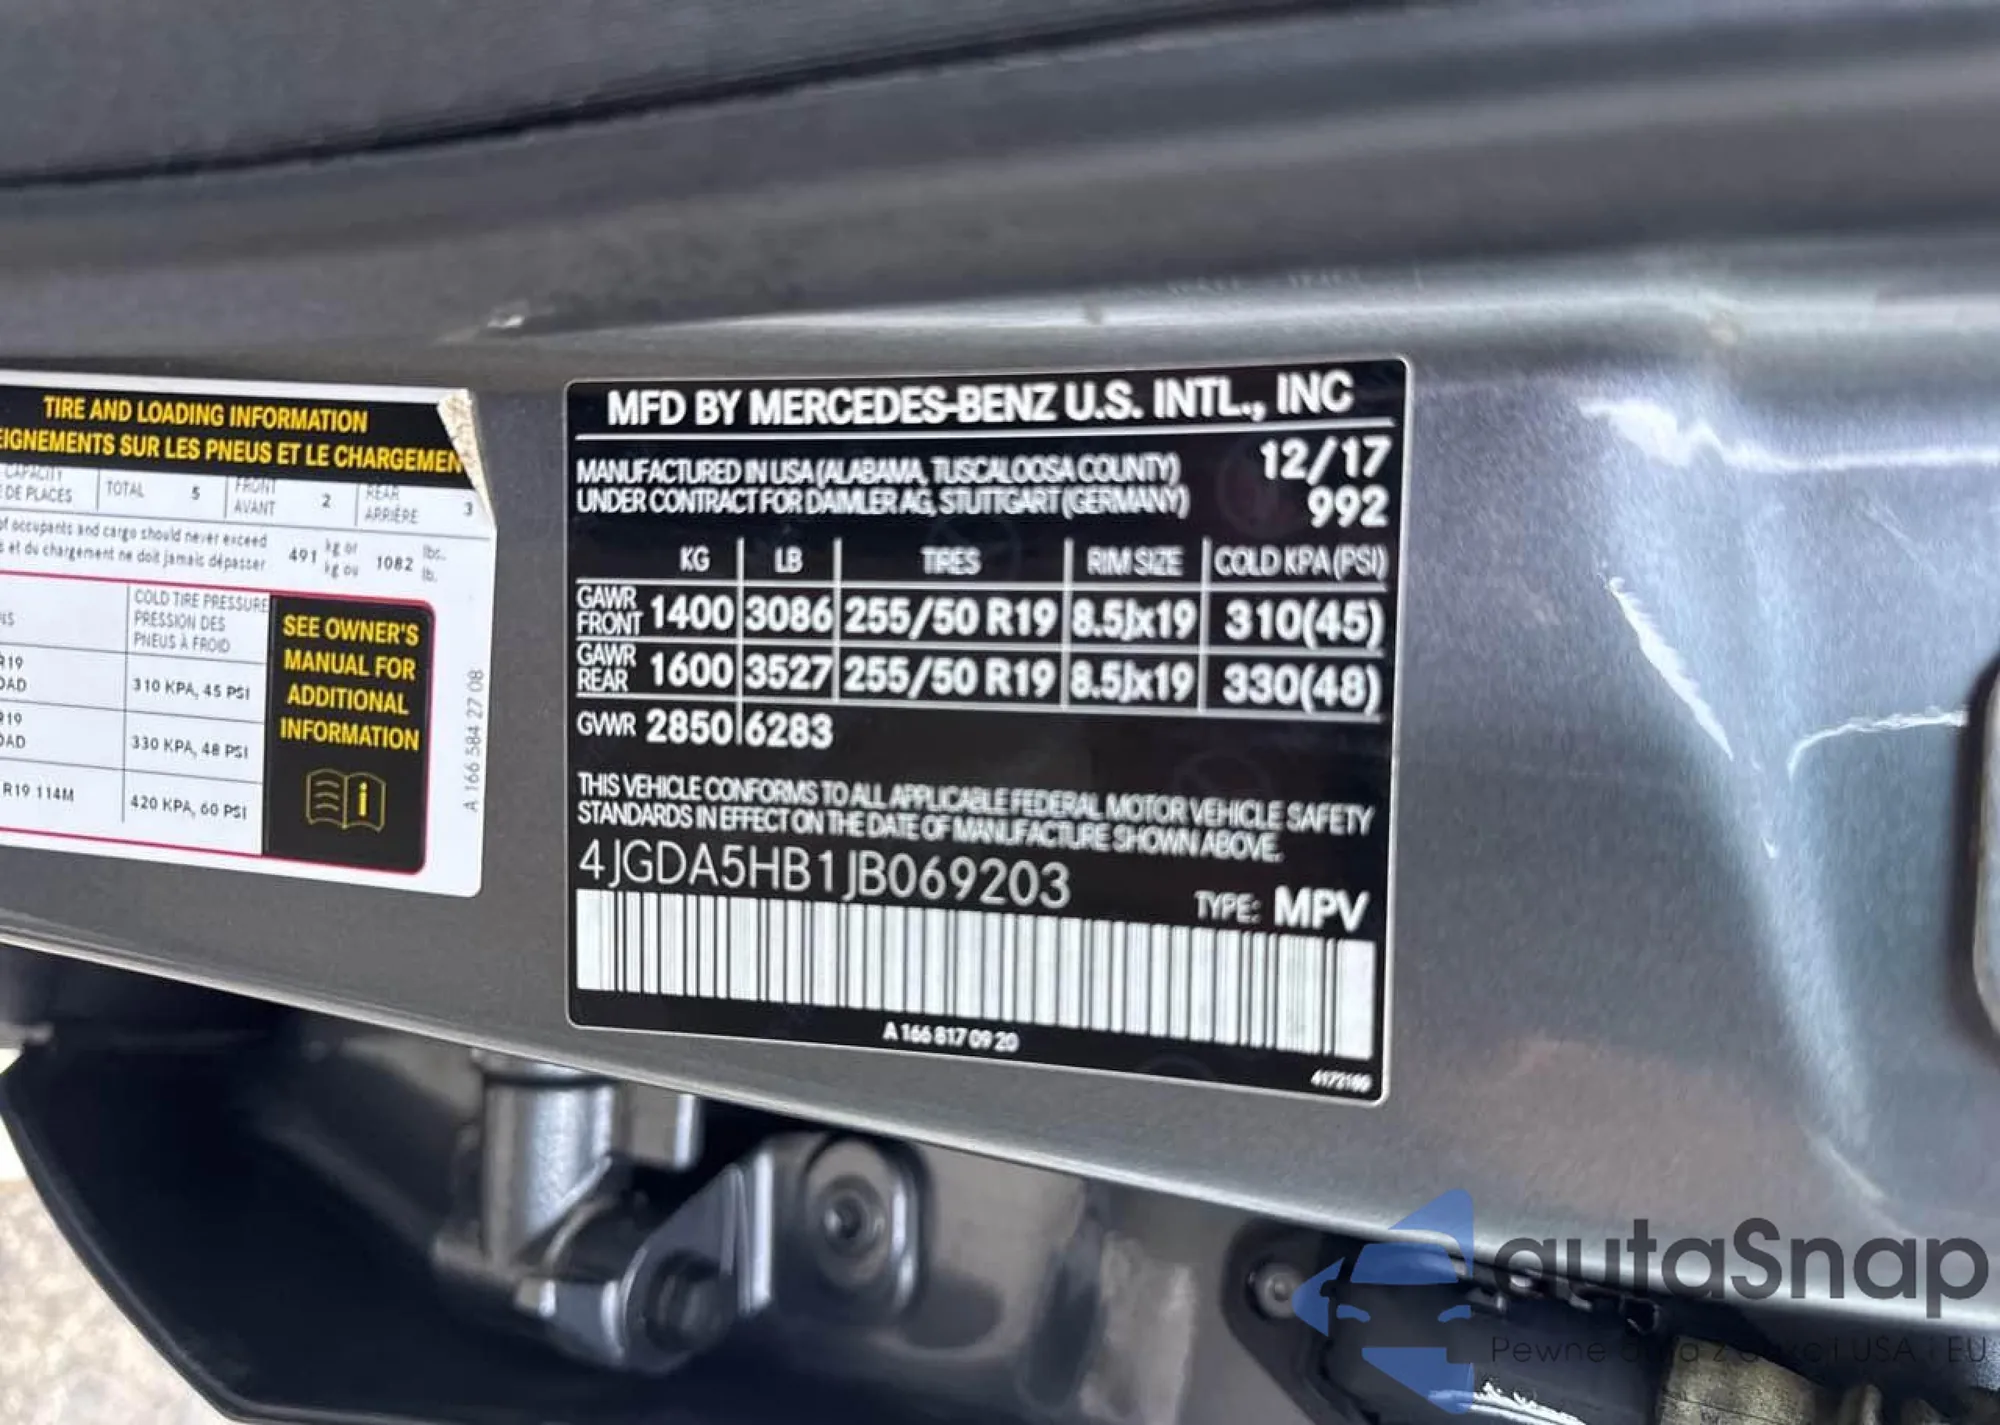 TIRE AND LOADING INFORMATION
EIGNEMENTS SUR LES PNEUS ET LE CHARGEMEN
CAPACITY
DE PLACES
TOTAL 5
FRONT
AVANT 2
REAR
ARRIÈRE 3
of occupants and cargo should never exceed
et du chargement ne doit jamais dépasser
491 kg or
kg ou
1082 lbs.
lb.
COLD TIRE PRESSURE
PRESSION DES
PNEUS À FROID
R19
310 KPA, 45 PSI
R19
330 KPA, 48 PSI
R19 114M
420 KPA, 60 PSI
SEE OWNER'S
MANUAL FOR
ADDITIONAL
INFORMATION
A 166 584 27 08
MFD BY MERCEDES-BENZ U.S. INTL., INC
MANUFACTURED IN USA (ALABAMA, TUSCALOOSA COUNTY) 12/17
UNDER CONTRACT FOR DAIMLER AG, STUTTGART (GERMANY) 992
KG LB TIRES RIM SIZE COLD KPA (PSI)
GAWR
FRONT 1400 3086 255/50 R19 8.5Jx19 310(45)
GAWR
REAR 1600 3527 255/50 R19 8.5Jx19 330(48)
GVWR 2850 6283
THIS VEHICLE CONFORMS TO ALL APPLICABLE FEDERAL MOTOR VEHICLE SAFETY
STANDARDS IN EFFECT ON THE DATE OF MANUFACTURE SHOWN ABOVE.
4JGDA5HB1JB069203
TYPE: MPV
A 166 817 09 20
autaSnap
Pewne auta z USA i EU